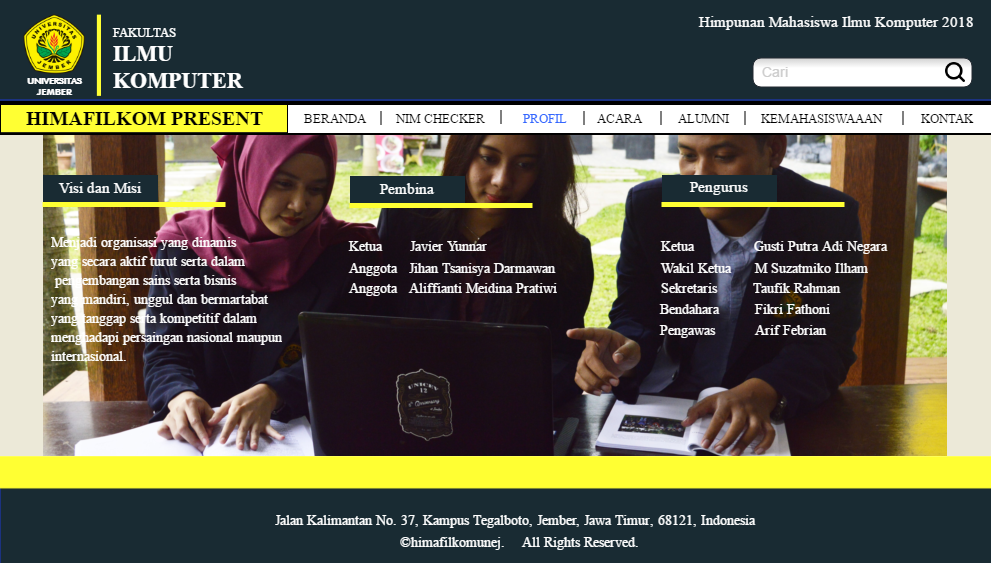 UNIVERSITAS
JEMBER
UNIVERSITAS
JEMBER
FAKULTAS
ILMU
KOMPUTER
Himpunan Mahasiswa Ilmu Komputer 2018
Cari
HIMAFILKOM PRESENT
BERANDA | NIM CHECKER | PROFIL | ACARA | ALUMNI | KEMAHASISWAAAN | KONTAK
Visi dan Misi
Menjadi organisasi yang dinamis
yang secara aktif turut serta dalam
pengembangan sains serta bisnis
yang mandiri, unggul dan bermartabat
yang tanggap serta kompetitif dalam
menghadapi persaingan nasional maupun
internasional.
Pembina
Ketua Javier Yunnar
Anggota Jihan Tsanisya Darmawan
Anggota Aliffianti Meidina Pratiwi
Pengurus
Ketua Gusti Putra Adi Negara
Wakil Ketua M Suzatmiko Ilham
Sekretaris Taufik Rahman
Bendahara Fikri Fathoni
Pengawas Arif Febrian
UNICEV
12
Jalan Kalimantan No. 37, Kampus Tegalboto, Jember, Jawa Timur, 68121, Indonesia
©himafilkomunej. All Rights Reserved.